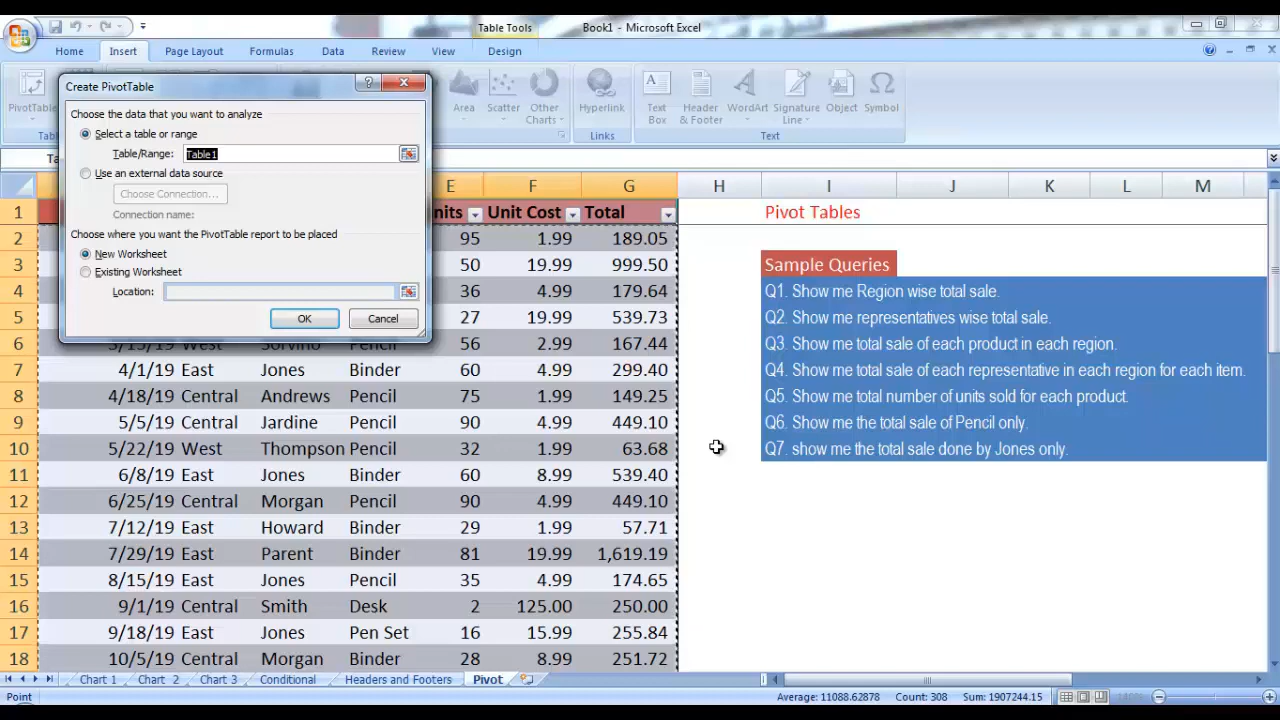 Table Tools
Book1 - Microsoft Excel
Home Insert Page Layout Formulas Data Review View Design
PivotTable
Area Scatter Other Charts
Hyperlink
Text Box Header & Footer WordArt Signature Line Object Symbol
Links
Text
Create PivotTable
Choose the data that you want to analyze
Select a table or range
Table/Range: Table1
Use an external data source
Choose Connection...
Connection name:
Choose where you want the PivotTable report to be placed
New Worksheet
Existing Worksheet
Location:
OK Cancel
E F G H I J K L M
1 nits Unit Cost Total Pivot Tables
2 95 1.99 189.05
3 50 19.99 999.50 Sample Queries
4 36 4.99 179.64 Q1. Show me Region wise total sale.
5 27 19.99 539.73 Q2. Show me representatives wise total sale.
6 3/15/19 West Sorvino Pencil 56 2.99 167.44 Q3. Show me total sale of each product in each region.
7 4/1/19 East Jones Binder 60 4.99 299.40 Q4. Show me total sale of each representative in each region for each item.
8 4/18/19 Central Andrews Pencil 75 1.99 149.25 Q5. Show me total number of units sold for each product.
9 5/5/19 Central Jardine Pencil 90 4.99 449.10 Q6. Show me the total sale of Pencil only.
10 5/22/19 West Thompson Pencil 32 1.99 63.68 Q7. show me the total sale done by Jones only.
11 6/8/19 East Jones Binder 60 8.99 539.40
12 6/25/19 Central Morgan Pencil 90 4.99 449.10
13 7/12/19 East Howard Binder 29 1.99 57.71
14 7/29/19 East Parent Binder 81 19.99 1,619.19
15 8/15/19 East Jones Pencil 35 4.99 174.65
16 9/1/19 Central Smith Desk 2 125.00 250.00
17 9/18/19 East Jones Pen Set 16 15.99 255.84
18 10/5/19 Central Morgan Binder 28 8.99 251.72
Chart 1 Chart 2 Chart 3 Conditional Headers and Footers Pivot
Point Average: 11088.62878 Count: 308 Sum: 1907244.15